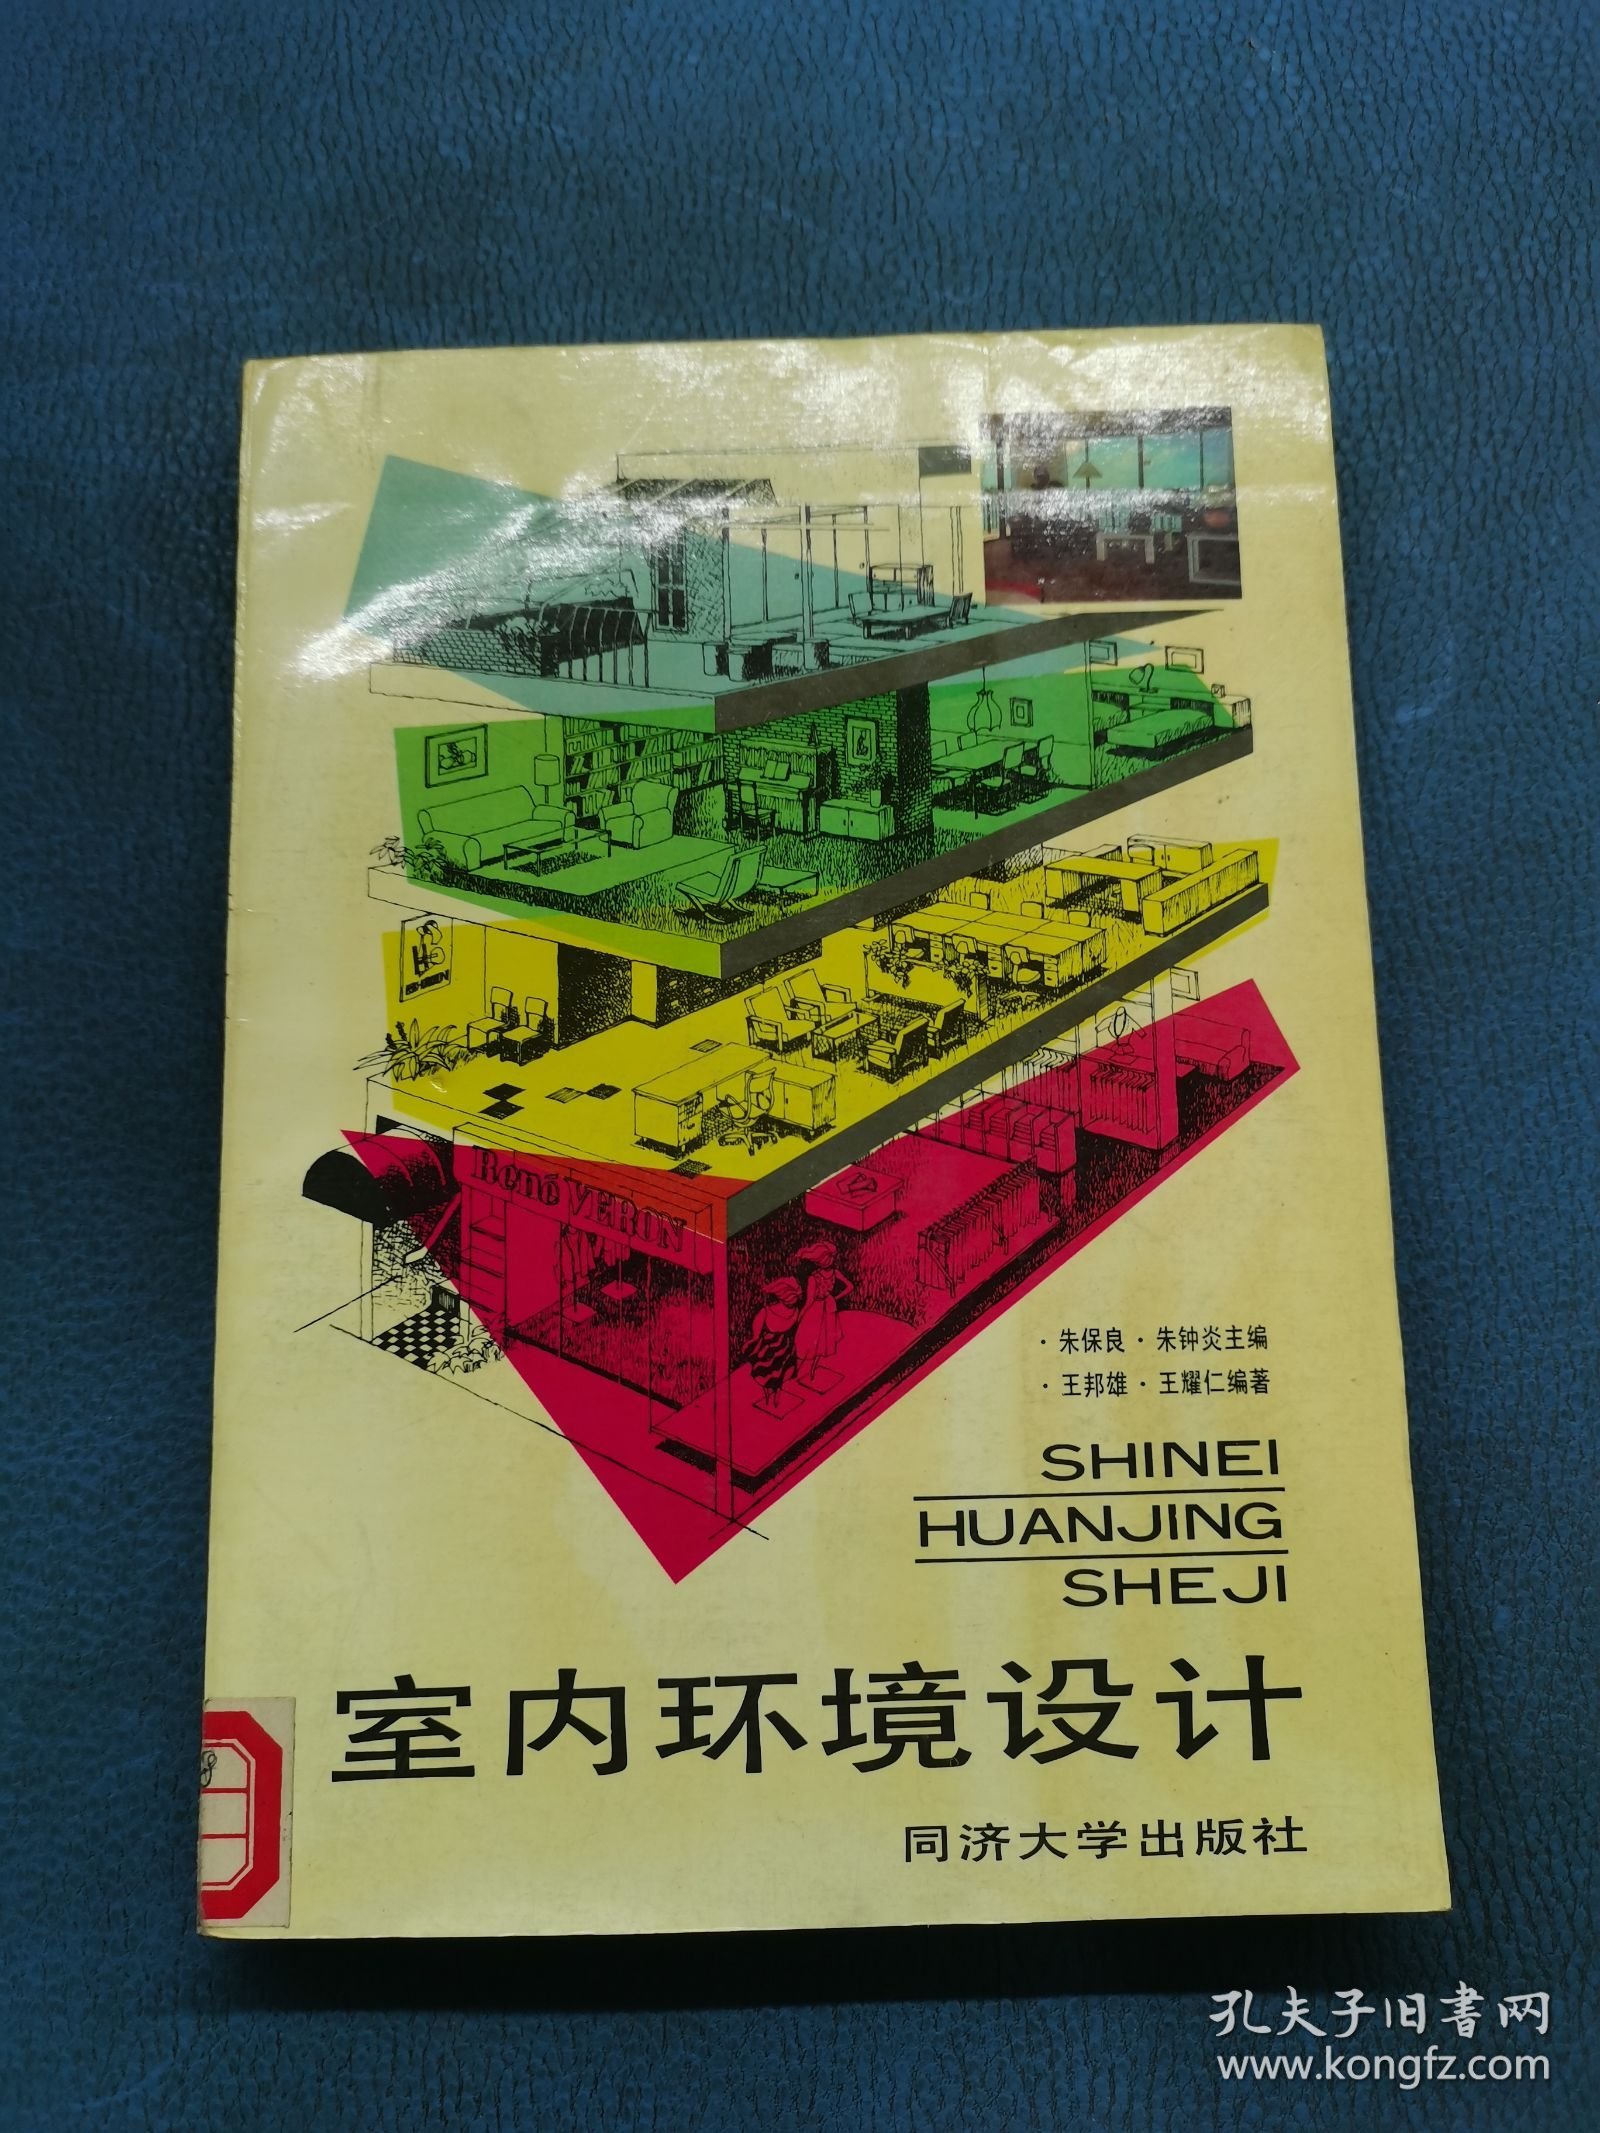 René VERON
·朱保良·朱钟炎主编
·王邦雄·王耀仁编著
SHINEI
HUANJING
SHEJI
室内环境设计
同济大学出版社
孔夫子旧书网
www.kongfz.com